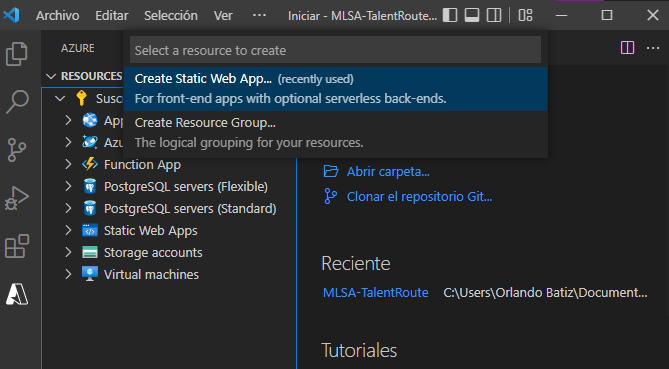 Archivo Editar Selección Ver ··· Iniciar - MLSA-TalentRoute - ...
AZURE
Select a resource to create
Create Static Web App... (recently used)
For front-end apps with optional serverless back-ends.
Create Resource Group...
The logical grouping for your resources.
RESOURCES
Susc
App
Azu
Function App
PostgreSQL servers (Flexible)
PostgreSQL servers (Standard)
Static Web Apps
Storage accounts
Virtual machines
Abrir carpeta...
Clonar el repositorio Git...
Reciente
MLSA-TalentRoute C:\Users\Orlando Batiz\Document...
Tutoriales